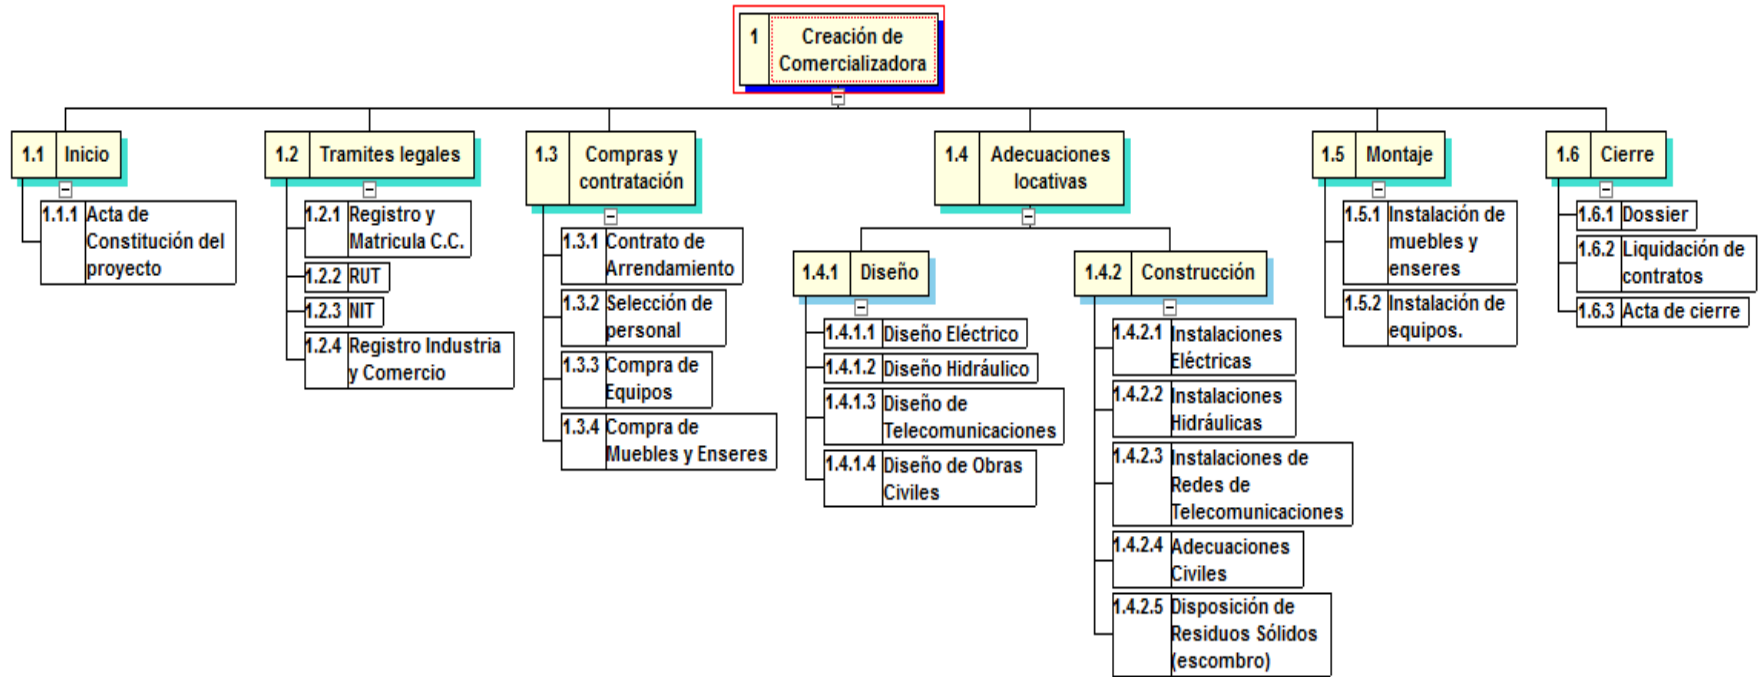 1 Creación de
Comercializadora
1.1 Inicio
1.1.1 Acta de
Constitución del
proyecto
1.2 Tramites legales
1.2.1 Registro y
Matricula C.C.
1.2.2 RUT
1.2.3 NIT
1.2.4 Registro Industria
y Comercio
1.3 Compras y
contratación
1.3.1 Contrato de
Arrendamiento
1.3.2 Selección de
personal
1.3.3 Compra de
Equipos
1.3.4 Compra de
Muebles y Enseres
1.4 Adecuaciones
locativas
1.4.1 Diseño
1.4.1.1 Diseño Eléctrico
1.4.1.2 Diseño Hidráulico
1.4.1.3 Diseño de
Telecomunicaciones
1.4.1.4 Diseño de Obras
Civiles
1.4.2 Construcción
1.4.2.1 Instalaciones
Eléctricas
1.4.2.2 Instalaciones
Hidráulicas
1.4.2.3 Instalaciones de
Redes de
Telecomunicaciones
1.4.2.4 Adecuaciones
Civiles
1.4.2.5 Disposición de
Residuos Sólidos
(escombro)
1.5 Montaje
1.5.1 Instalación de
muebles y
enseres
1.5.2 Instalación de
equipos.
1.6 Cierre
1.6.1 Dossier
1.6.2 Liquidación de
contratos
1.6.3 Acta de cierre